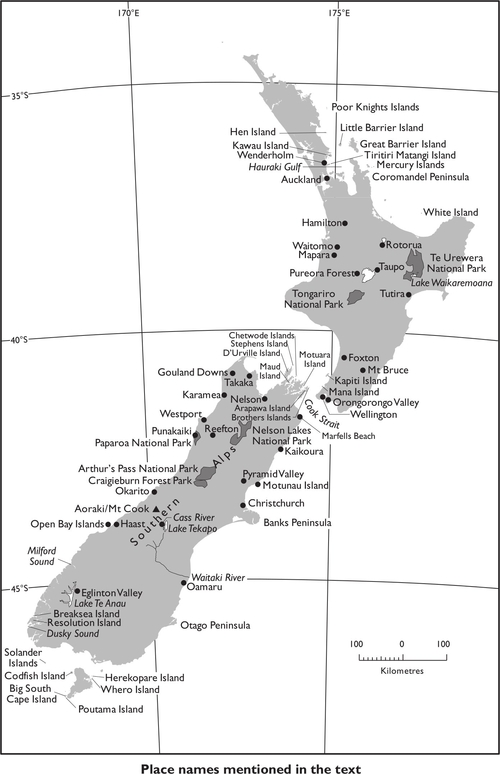 170°E
175°E
35°S
Poor Knights Islands
Hen Island
Little Barrier Island
Kawau Island
Great Barrier Island
Wenderholm
Tiritiri Matangi Island
Hauraki Gulf
Mercury Islands
Auckland
Coromandel Peninsula
White Island
Hamilton
Waitomo
Rotorua
Mapara
Te Urewera
National Park
Pureora Forest
Taupo
Lake Waikaremoana
Tongariro
National Park
Tutira
40°S
Chetwode Islands
Stephens Island
D'Urville Island
Motuara
Island
Maud
Island
Foxton
Gouland Downs
Takaka
Mt Bruce
Kapiti Island
Karamea
Nelson
Mana Island
Orongorongo Valley
Arapawa Island
Brothers Island
Cook Strait
Wellington
Westport
Punakaiki
Reefton
Nelson Lakes
National Park
Marfells Beach
Paparoa National Park
Kaikoura
Arthur's Pass National Park
Craigieburn Forest Park
Pyramid Valley
Motunau Island
Okarito
Southern Alps
Aoraki/Mt Cook
Christchurch
Open Bay Islands
Haast
Cass River
Lake Tekapo
Banks Peninsula
Milford
Sound
45°S
Waitaki River
Oamaru
Eglinton Valley
Lake Te Anau
Breaksea Island
Resolution Island
Dusky Sound
Otago Peninsula
Solander
Islands
Codfish Island
Herekopare Island
Whero Island
Big South
Cape Island
Poutama Island
100 0 100
Kilometres
Place names mentioned in the text